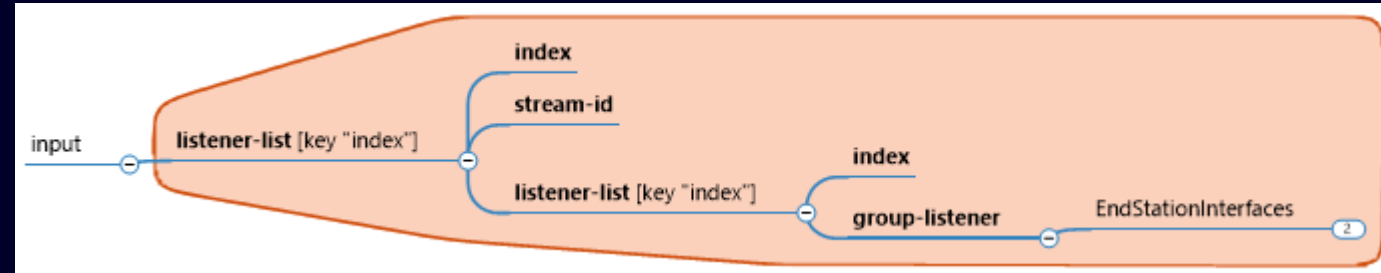 input
listener-list [key "index"]
index
stream-id
listener-list [key "index"]
index
group-listener
EndStationInterfaces
2